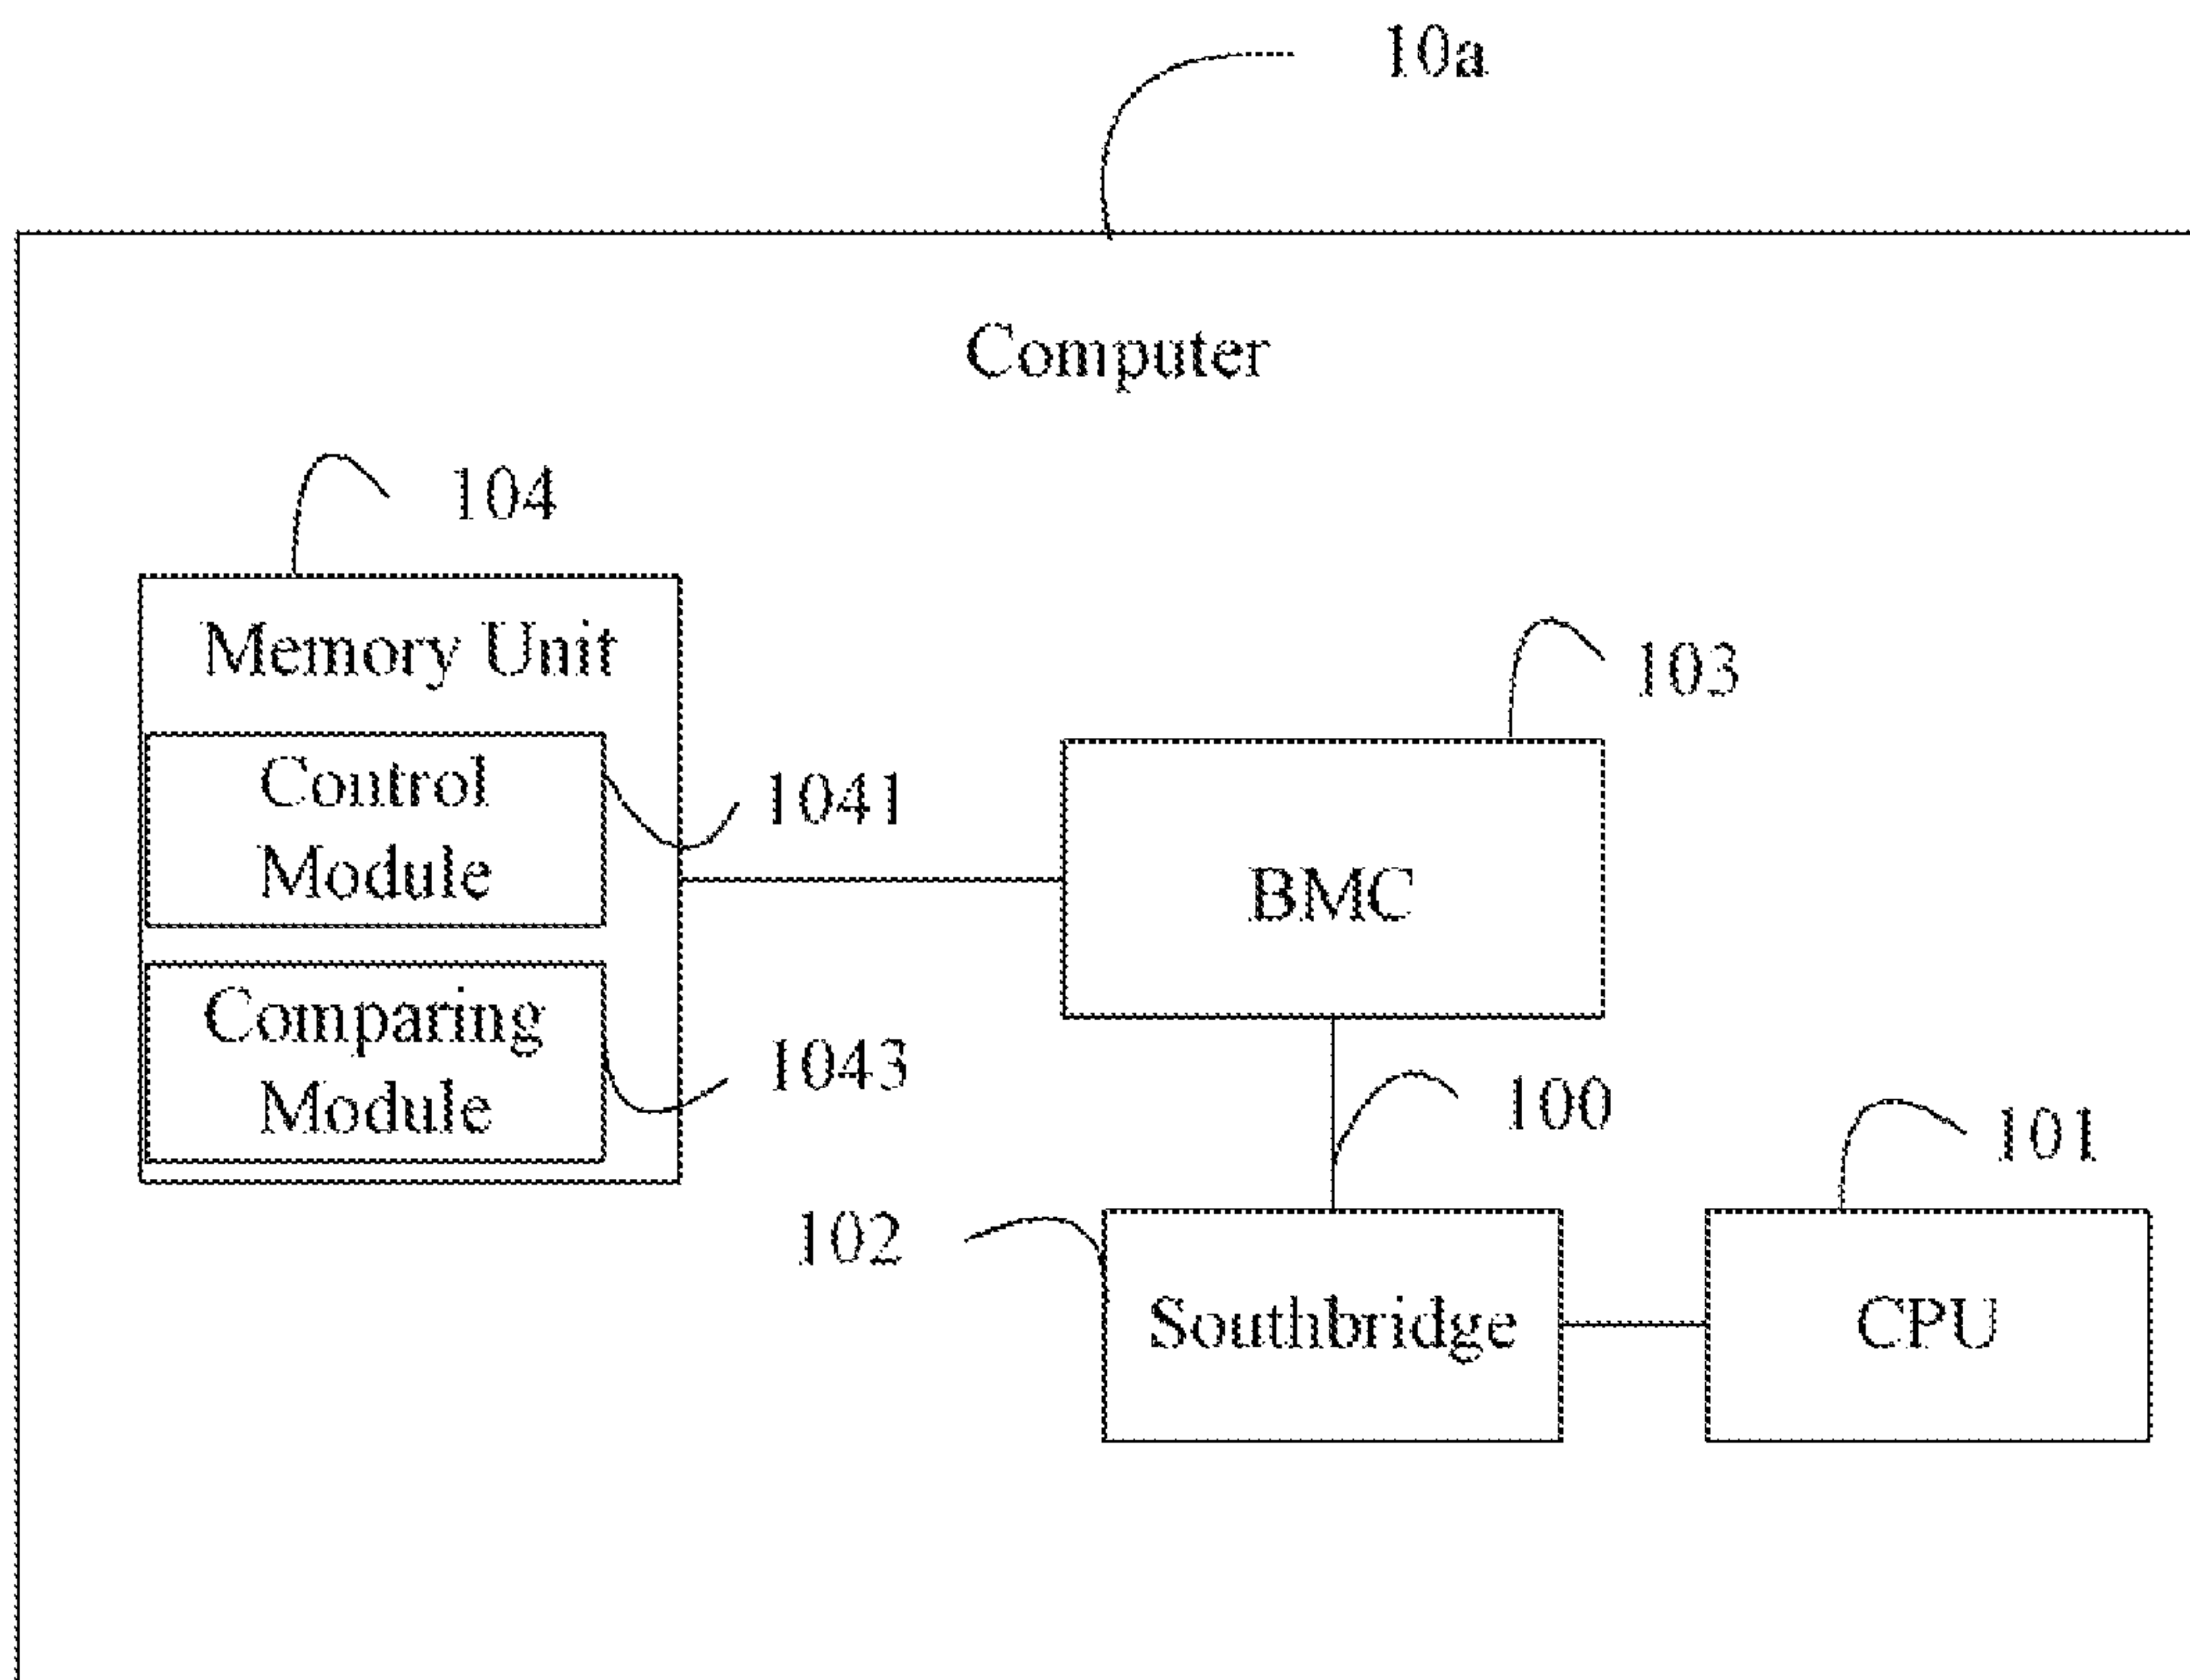 10a
Computer
104
Memory Unit
103
Control
Module
1041
BMC
Comparing
Module
1043
100
101
102
Southbridge
CPU